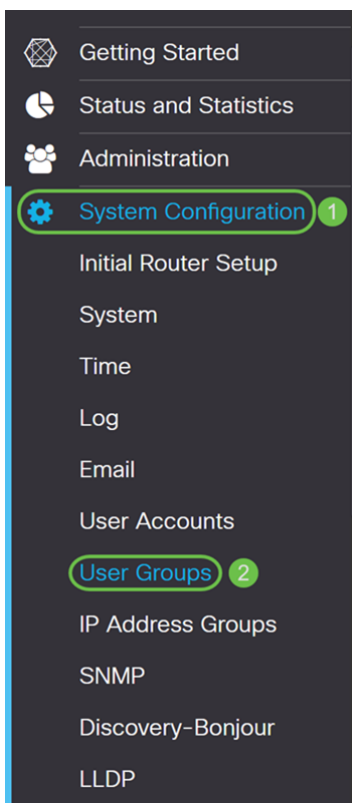 Getting Started
Status and Statistics
Administration
System Configuration 1
Initial Router Setup
System
Time
Log
Email
User Accounts
User Groups 2
IP Address Groups
SNMP
Discovery-Bonjour
LLDP